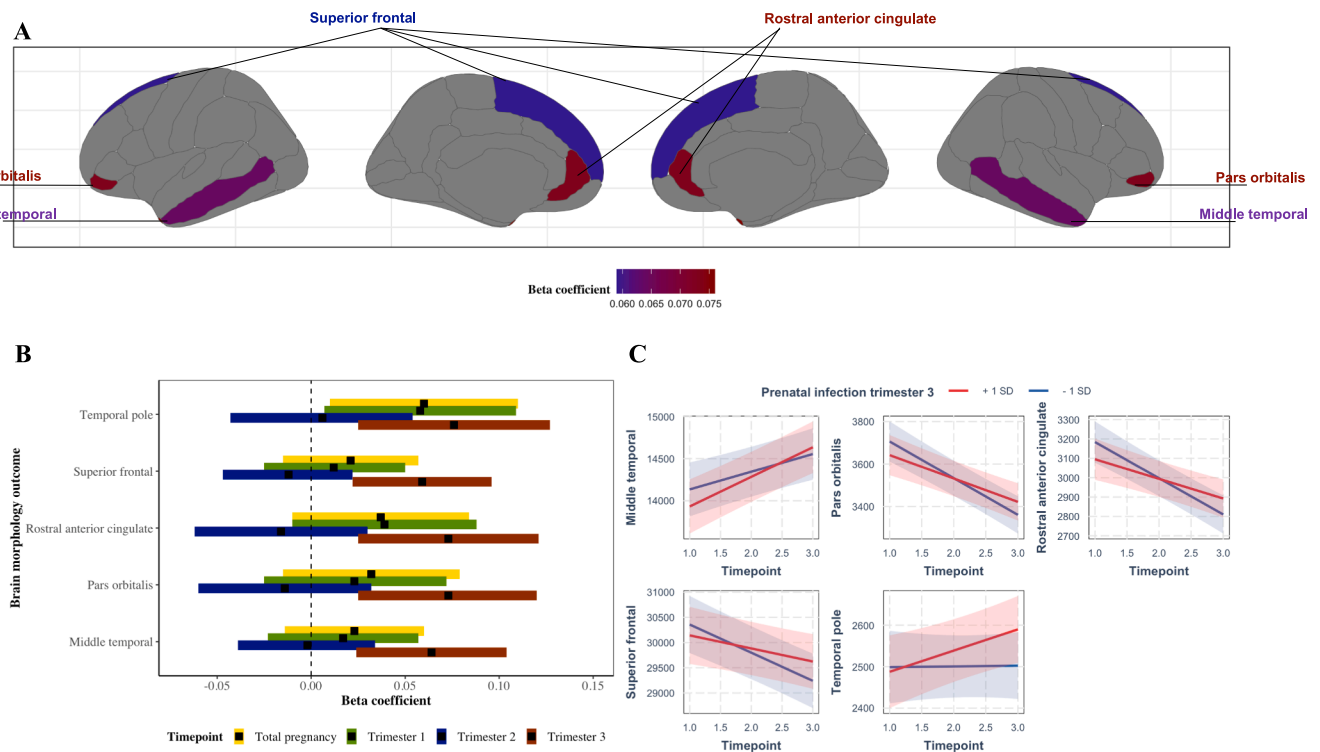 A
Superior frontal
Rostral anterior cingulate
rbitalis
Pars orbitalis
temporal
Middle temporal
Beta coefficient
0.060 0.065 0.070 0.075
B
Brain morphology outcome
Temporal pole
Superior frontal
Rostral anterior cingulate
Pars orbitalis
Middle temporal
-0.05 0.00 0.05 0.10 0.15
Beta coefficient
Timepoint Total pregnancy Trimester 1 Trimester 2 Trimester 3
C
Prenatal infection trimester 3 + 1 SD - 1 SD
Middle temporal
15000
14500
14000
1.0 1.5 2.0 2.5 3.0
Timepoint
Pars orbitalis
3800
3600
3400
1.0 1.5 2.0 2.5 3.0
Timepoint
Rostral anterior cingulate
3300
3200
3100
3000
2900
2800
2700
1.0 1.5 2.0 2.5 3.0
Timepoint
Superior frontal
31000
30500
30000
29500
29000
1.0 1.5 2.0 2.5 3.0
Timepoint
Temporal pole
2600
2500
2400
1.0 1.5 2.0 2.5 3.0
Timepoint